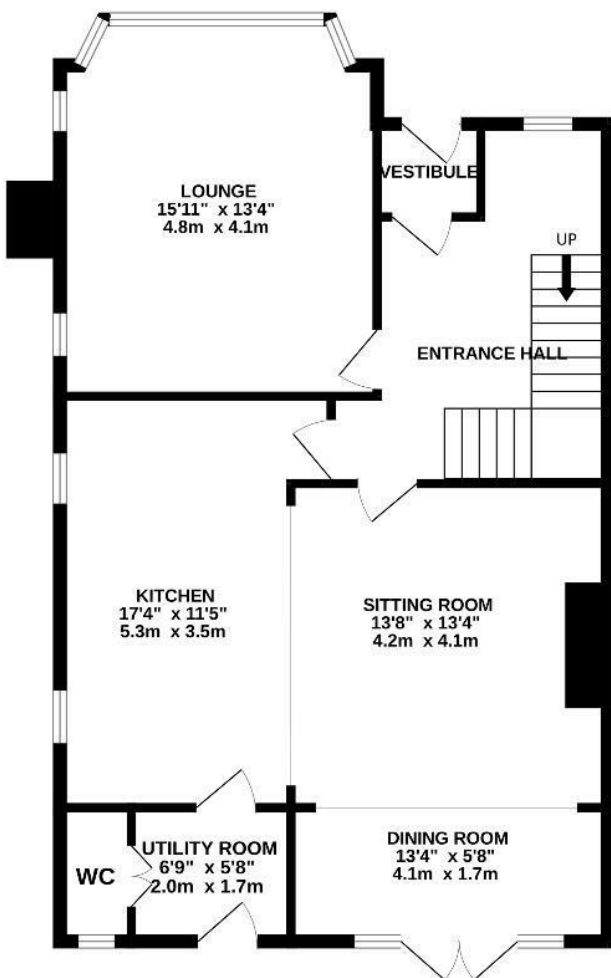 LOUNGE
15'11" x 13'4"
4.8m x 4.1m
VESTIBULE
UP
ENTRANCE HALL
KITCHEN
17'4" x 11'5"
5.3m x 3.5m
SITTING ROOM
13'8" x 13'4"
4.2m x 4.1m
UTILITY ROOM
6'9" x 5'8"
2.0m x 1.7m
WC
DINING ROOM
13'4" x 5'8"
4.1m x 1.7m